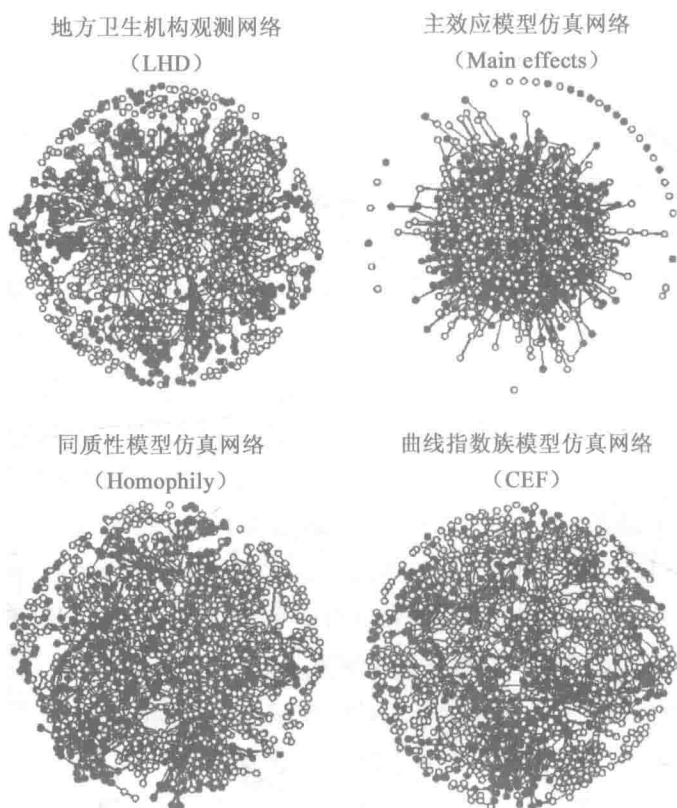 地方卫生机构观测网络
（LHD）
主效应模型仿真网络
（Main effects）
同质性模型仿真网络
（Homophily）
曲线指数族模型仿真网络
（CEF）